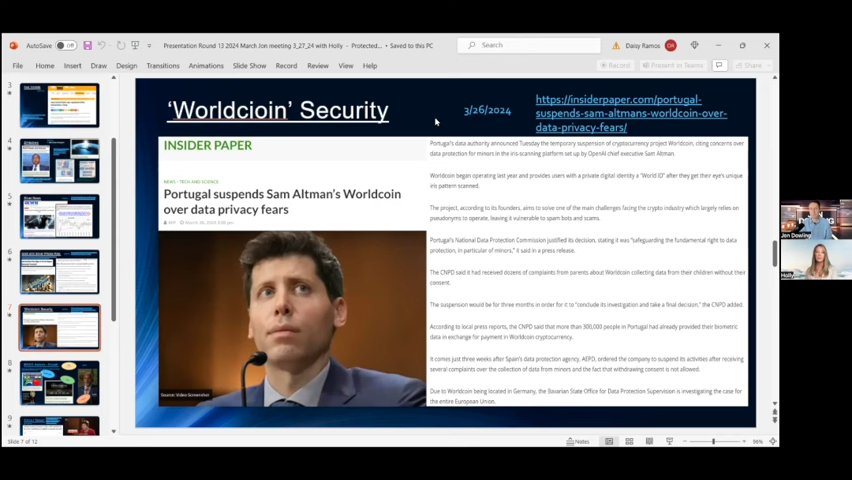 AutoSave Off
Presentation Round 13 2024 March Jon meeting 3_27_24 with Holly - Protected... • Saved to this PC
Search
Daisy Ramos DR
File Home Insert Draw Design Transitions Animations Slide Show Record Review View Help
Record Present in Teams Share
3
4
5
6
7
8
9
'Worldcioin' Security
3/26/2024
https://insiderpaper.com/portugal-
suspends-sam-altmans-worldcoin-over-
data-privacy-fears/
INSIDER PAPER
NEWS TECH AND SCIENCE
Portugal suspends Sam Altman's Worldcoin
over data privacy fears
Source: Video Screenshot
Portugal's data authority announced Tuesday the temporary suspension of cryptocurrency project Worldcoin, citing concerns over
data protection for minors in the iris-scanning platform set up by OpenAI chief executive Sam Altman.
Worldcoin began operating last year and provides users with a private digital identity a "World ID" after they get their eye's unique
iris pattern scanned.
The project, according to its founders, aims to solve one of the main challenges facing the crypto industry which largely relies on
pseudonyms to operate, leaving it vulnerable to spam bots and scams.
Portugal's National Data Protection Commission justified its decision, stating it was "safeguarding the fundamental right to data
protection, in particular of minors," it said in a press release.
The CNPD said it had received dozens of complaints from parents about Worldcoin collecting data from their children without their
consent.
The suspension would be for three months in order for it to "conclude its investigation and take a final decision," the CNPD added
According to local press reports, the CNPD said that more than 300,000 people in Portugal had already provided their biometric
data in exchange for payment in Worldcoin cryptocurrency.
It comes just three weeks after Spain's data protection agency, AEPD, ordered the company to suspend its activities after receiving
several complaints over the collection of data from minors and the fact that withdrawing consent is not allowed.
Due to Worldcoin being located in Germany, the Bavarian State Office for Data Protection Supervision is investigating the case for
the entire European Union.
Jon Dowling
Holly
Slide 7 of 12
Notes
96%